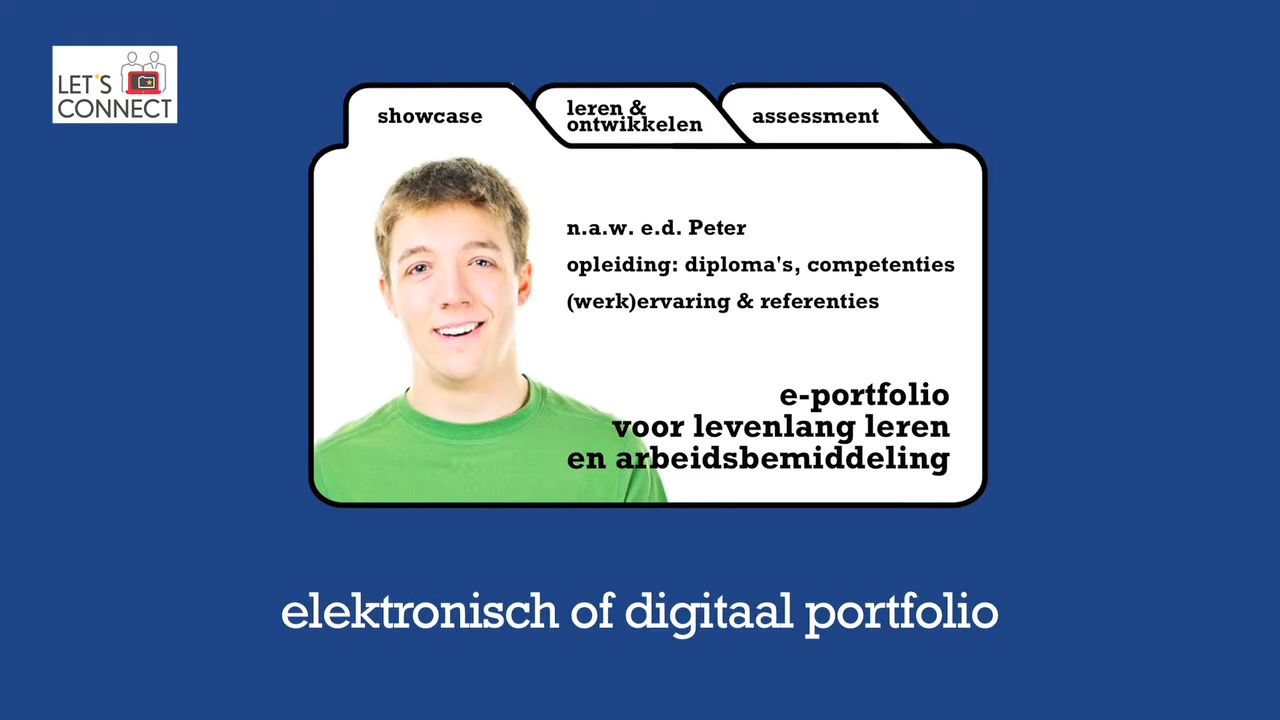 LET'S
CONNECT
showcase
leren &
ontwikkelen
assessment
n.a.w. e.d. Peter
opleiding: diploma's, competenties
(werk)ervaring & referenties
e-portfolio
voor levenlang leren
en arbeidsbemiddeling
elektronisch of digitaal portfolio